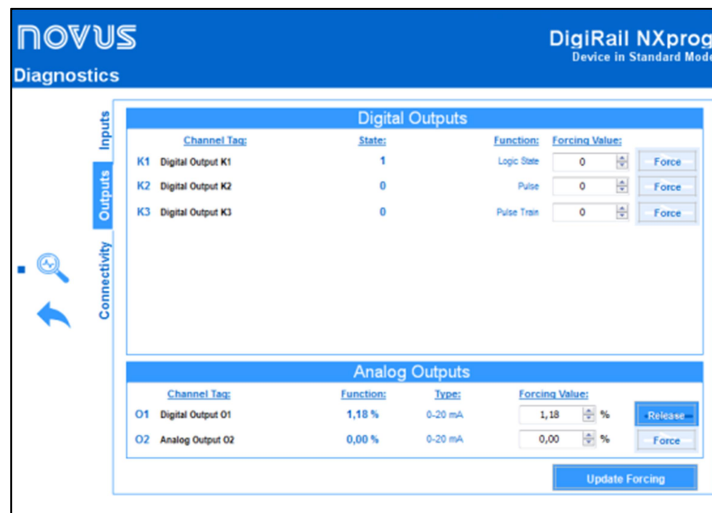 NOVUS
DigiRail NXprog
Device in Standard Mode
Diagnostics
Inputs
Outputs
Connectivity
Digital Outputs
Channel Tag: State: Function: Forcing Value:
K1 Digital Output K1 1 Logic State 0 Force
K2 Digital Output K2 0 Pulse 0 Force
K3 Digital Output K3 0 Pulse Train 0 Force
Analog Outputs
Channel Tag: Function: Type: Forcing Value:
O1 Digital Output O1 1,18 % 0-20 mA 1,18 % Release
O2 Analog Output O2 0,00 % 0-20 mA 0,00 % Force
Update Forcing